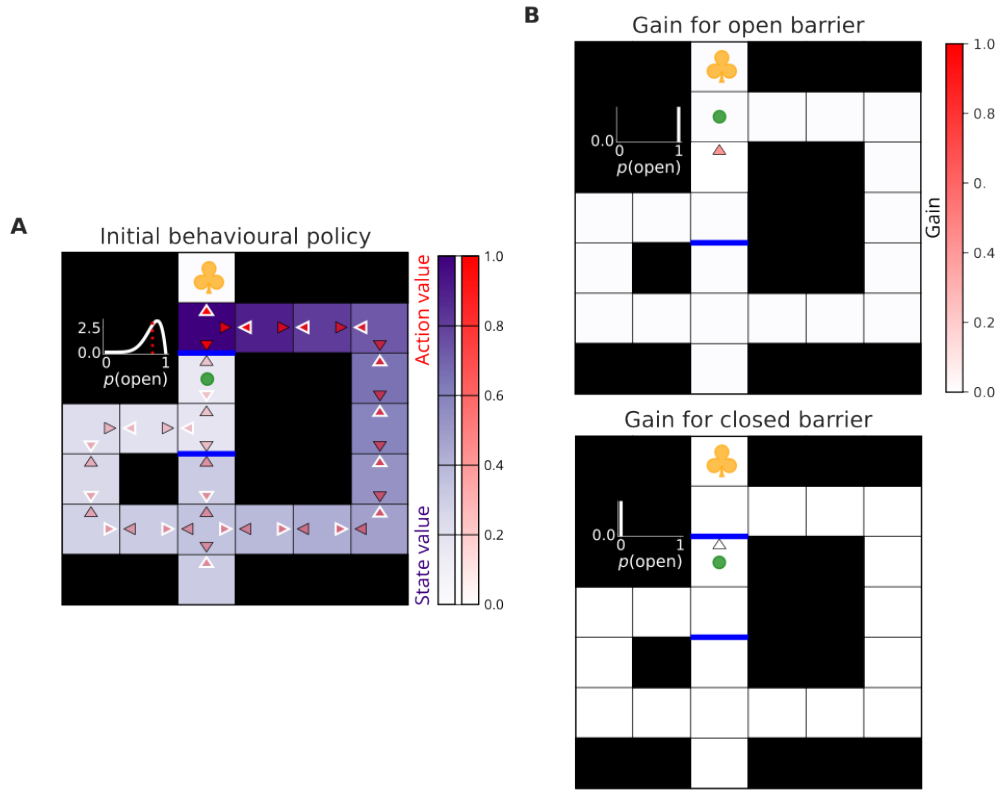 A
Initial behavioural policy
2.5
0.0
0
1
p(open)
Action value
State value
1.0
0.8
0.6
0.4
0.2
0.0
B
Gain for open barrier
0.0
0
1
p(open)
Gain
1.0
0.8
0.
0.4
0.2
0.0
Gain for closed barrier
0.0
0
1
p(open)